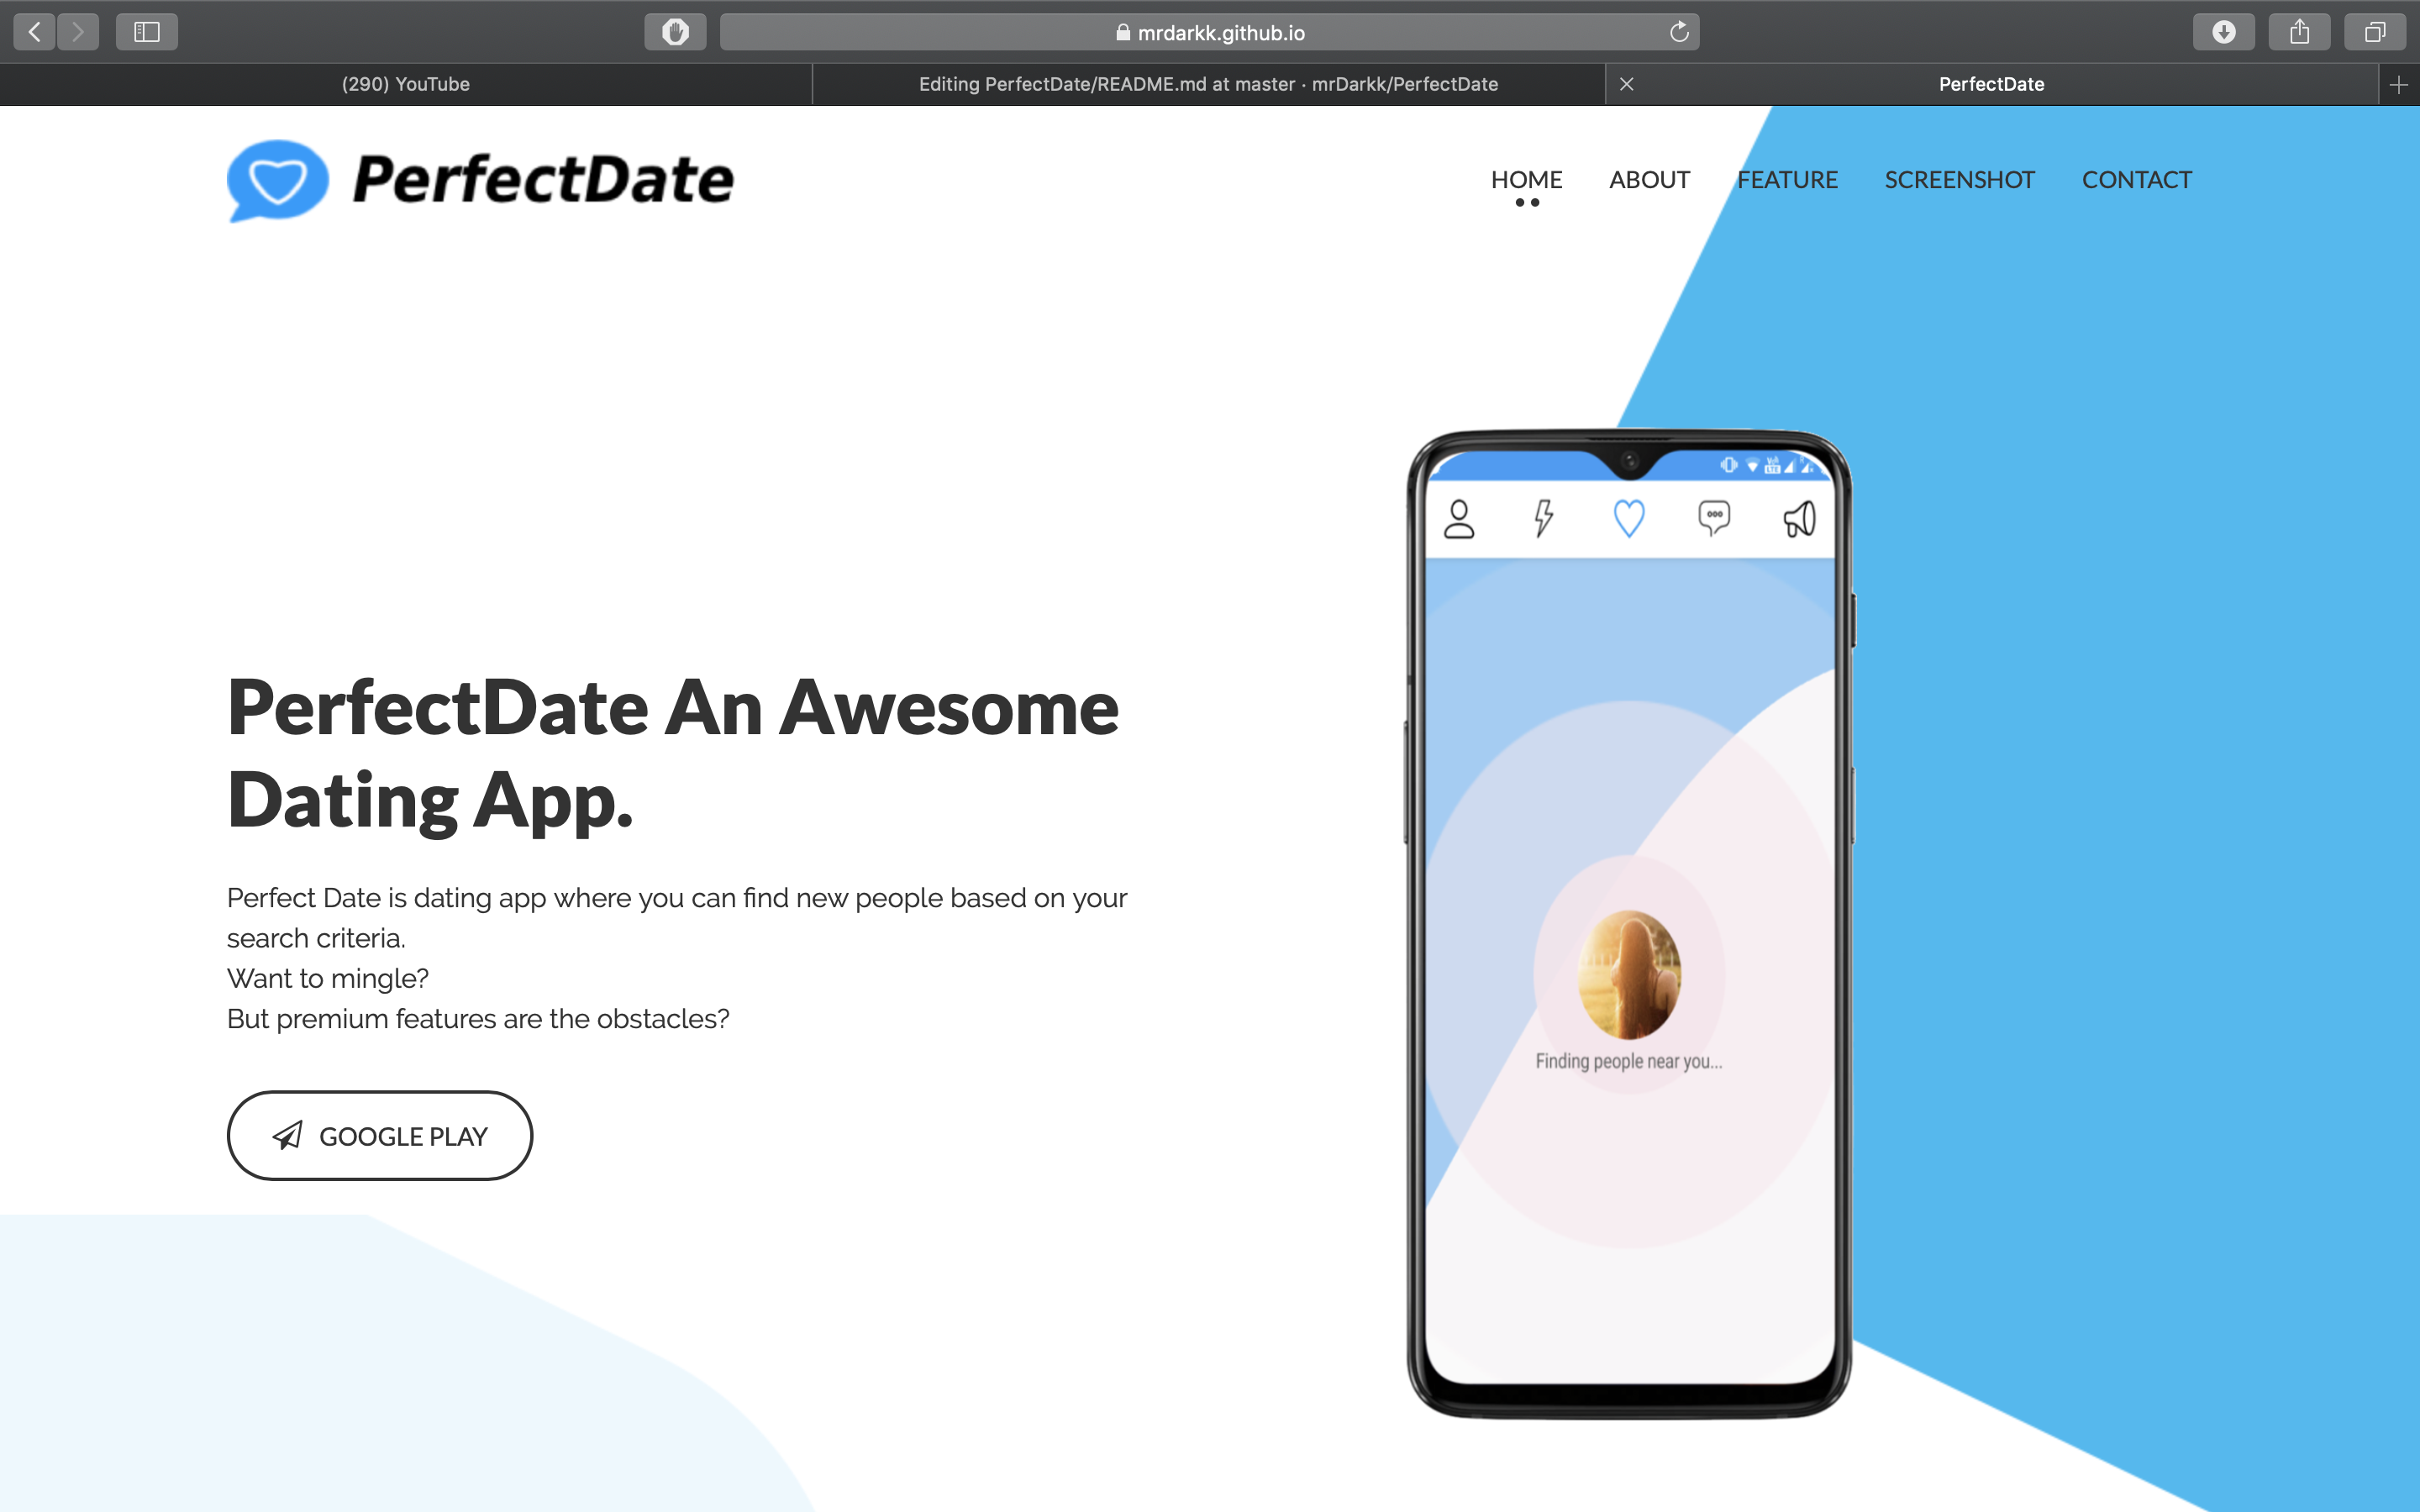 mrdarkk.github.io
(290) YouTube
Editing PerfectDate/README.md at master · mrDarkk/PerfectDate
PerfectDate
PerfectDate
HOME
ABOUT
FEATURE
SCREENSHOT
CONTACT
PerfectDate An Awesome
Dating App.
Perfect Date is dating app where you can find new people based on your
search criteria.
Want to mingle?
But premium features are the obstacles?
GOOGLE PLAY
Finding people near you...